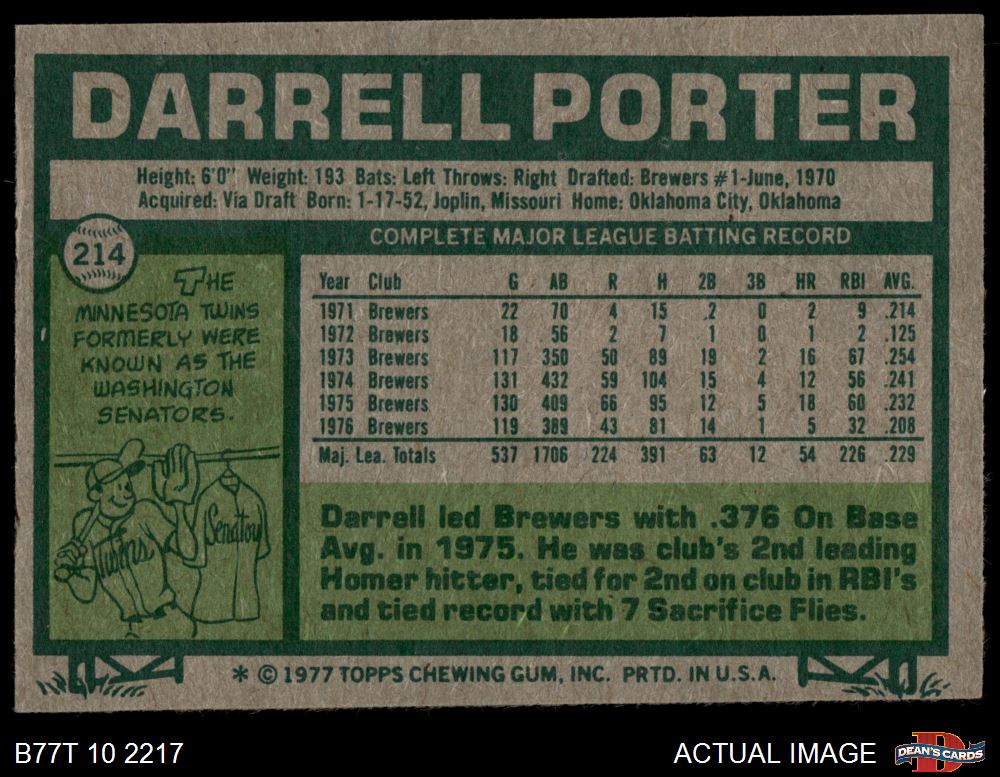 DARRELL PORTER
Height: 6'0" Weight: 193 Bats: Left Throws: Right Drafted: Brewers #1-June, 1970
Acquired: Via Draft Born: 1-17-52, Joplin, Missouri Home: Oklahoma City, Oklahoma
214
THE
MINNESOTA TWINS
FORMERLY WERE
KNOWN AS THE
WASHINGTON
SENATORS.
Twins
Senators
COMPLETE MAJOR LEAGUE BATTING RECORD
Year Club G AB R H 2B 3B HR RBI AVG.
1971 Brewers 22 70 4 15 .2 0 2 9 .214
1972 Brewers 18 56 2 7 1 0 1 2 .125
1973 Brewers 117 350 50 89 19 2 16 67 .254
1974 Brewers 131 432 59 104 15 4 12 56 .241
1975 Brewers 130 409 66 95 12 5 18 60 .232
1976 Brewers 119 389 43 81 14 1 5 32 .208
Maj. Lea. Totals 537 1706 224 391 63 12 54 226 .229
Darrell led Brewers with .376 On Base
Avg. in 1975. He was club's 2nd leading
Homer hitter, tied for 2nd on club in RBI's
and tied record with 7 Sacrifice Flies.
* © 1977 TOPPS CHEWING GUM, INC. PRTD. IN U.S.A.
B77T 10 2217
ACTUAL IMAGE
D
DEAN'S CARDS